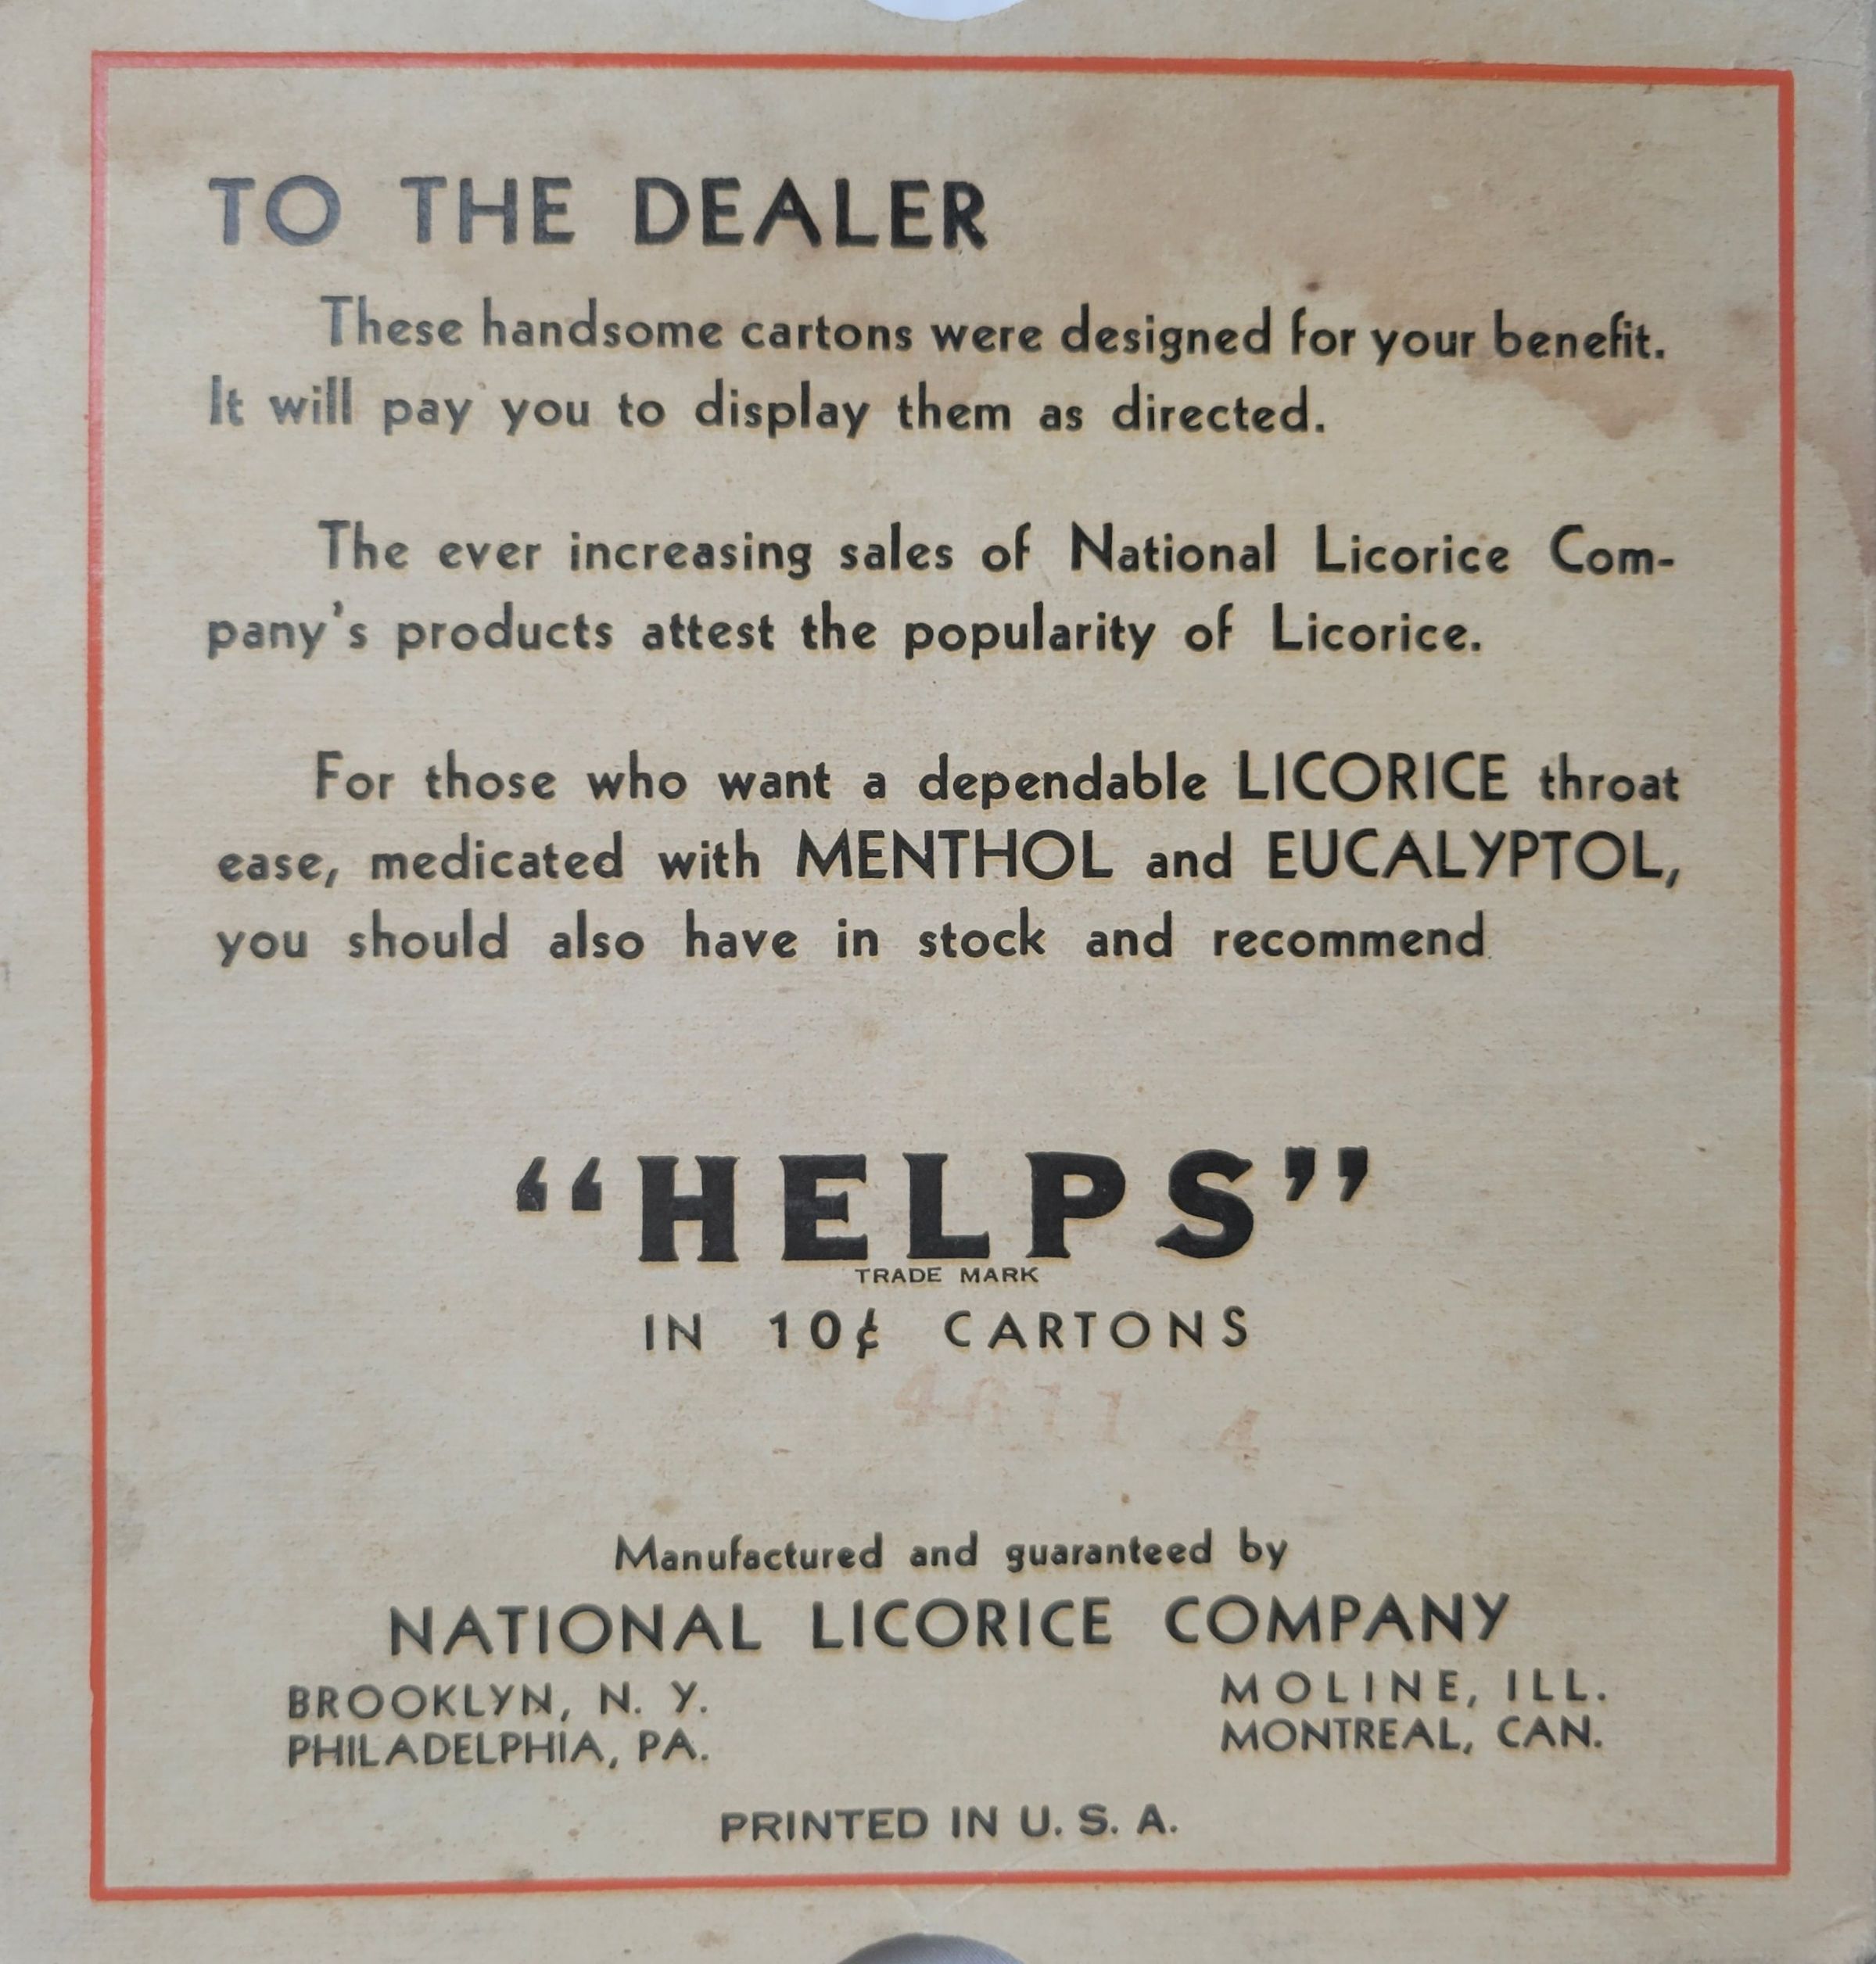 TO THE DEALER
These handsome cartons were designed for your benefit.
It will pay you to display them as directed.
The ever increasing sales of National Licorice Com-
pany's products attest the popularity of Licorice.
For those who want a dependable LICORICE throat
ease, medicated with MENTHOL and EUCALYPTOL,
you should also have in stock and recommend
“HELPS”
TRADE MARK
IN 10¢ CARTONS
Manufactured and guaranteed by
NATIONAL LICORICE COMPANY
BROOKLYN, N. Y. MOLINE, ILL.
PHILADELPHIA, PA. MONTREAL, CAN.
PRINTED IN U. S. A.